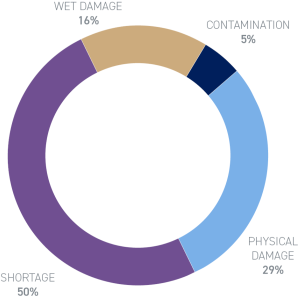 WET DAMAGE
16%
CONTAMINATION
5%
PHYSICAL
DAMAGE
29%
SHORTAGE
50%